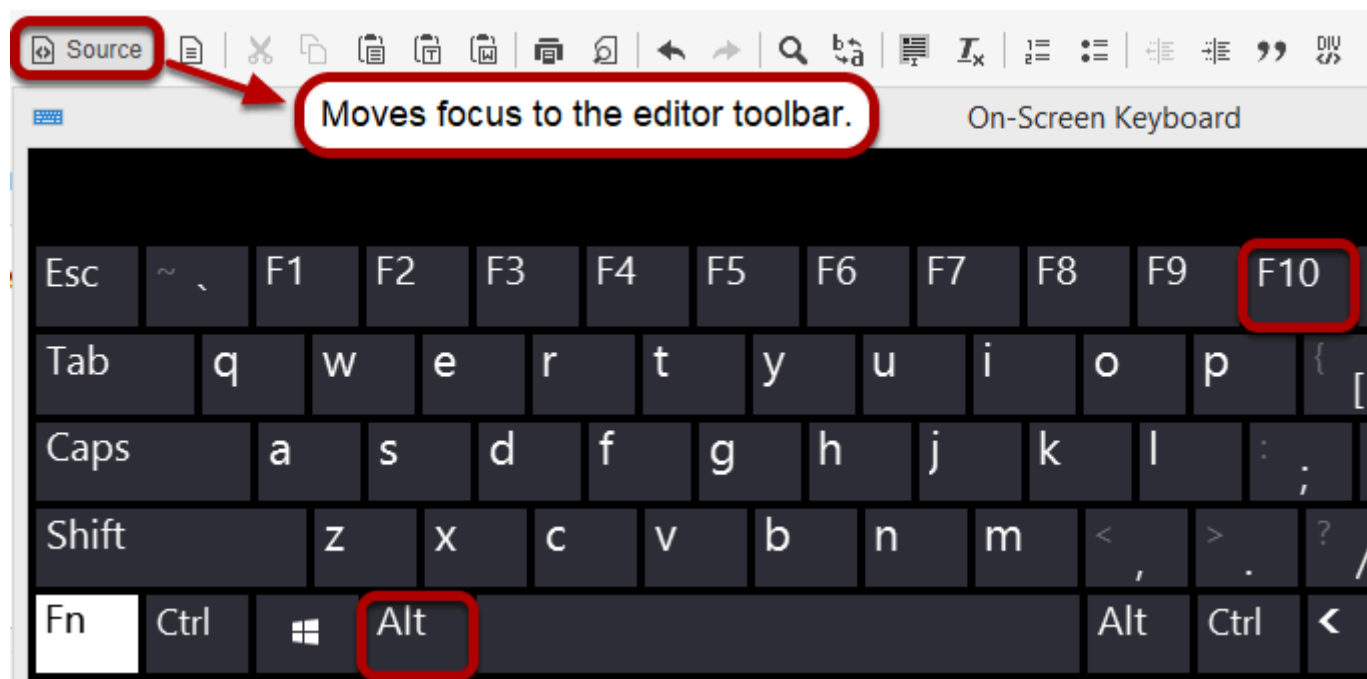 Source DIV
Moves focus to the editor toolbar.
On-Screen Keyboard
Esc ~ ` F1 F2 F3 F4 F5 F6 F7 F8 F9 F10
Tab q w e r t y u i o p { [
Caps a s d f g h j k l : ;
Shift z x c v b n m < , > . ? /
Fn Ctrl Alt Alt Ctrl <